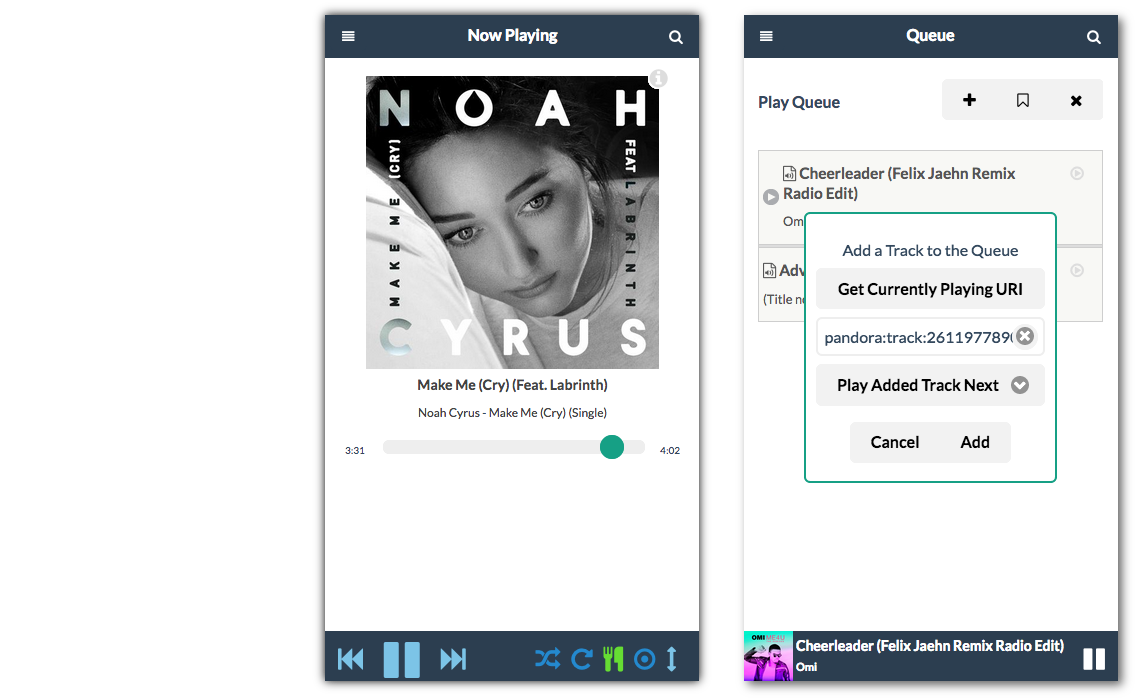 Now Playing
NOAH
MAKE ME (CRY)
FEAT LABRINTH
CYRUS
Make Me (Cry) (Feat. Labrinth)
Noah Cyrus - Make Me (Cry) (Single)
3:31
4:02
Queue
Play Queue
Cheerleader (Felix Jaehn Remix
Radio Edit)
Om
Adv
(Title n
Add a Track to the Queue
Get Currently Playing URI
pandora:track:261197789
Play Added Track Next
Cancel Add
OMI ME4U
Cheerleader (Felix Jaehn Remix Radio Edit)
Omi